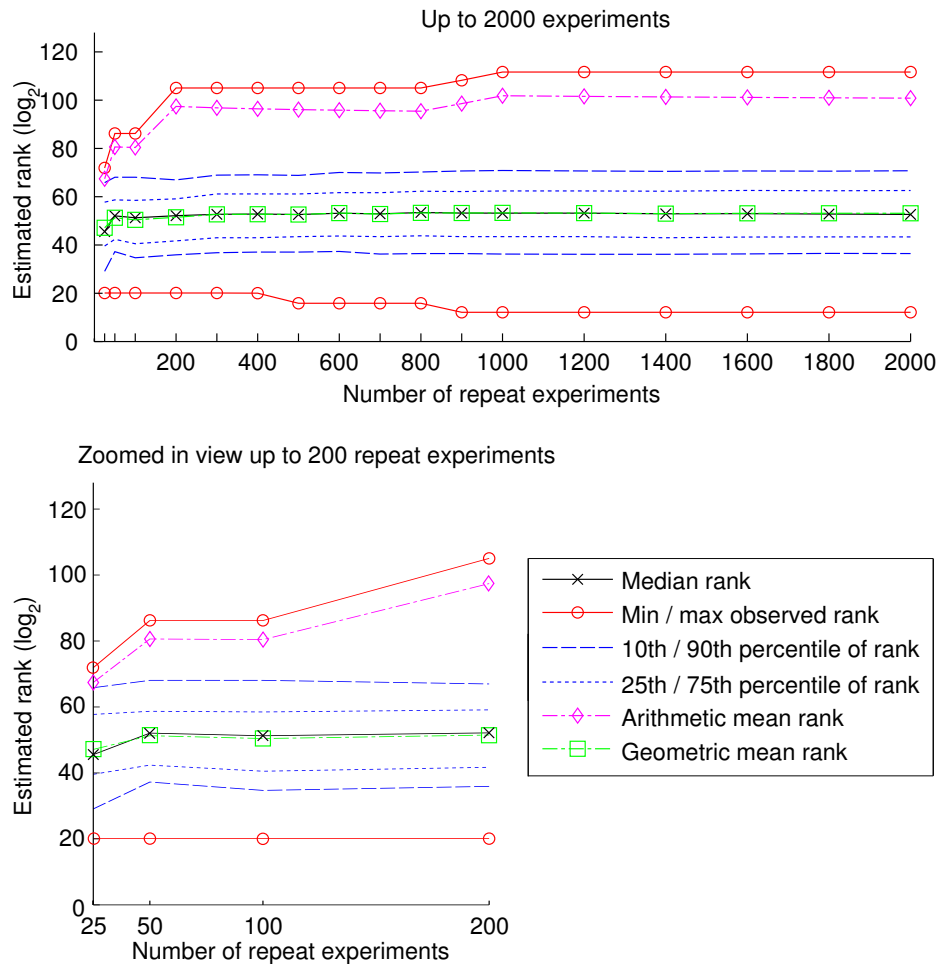 Up to 2000 experiments
Estimated rank (log2)
120
100
80
60
40
20
0
200 400 600 800 1000 1200 1400 1600 1800 2000
Number of repeat experiments
Zoomed in view up to 200 repeat experiments
Estimated rank (log2)
120
100
80
60
40
20
0
25 50 100 200
Number of repeat experiments
Median rank
Min / max observed rank
10th / 90th percentile of rank
25th / 75th percentile of rank
Arithmetic mean rank
Geometric mean rank